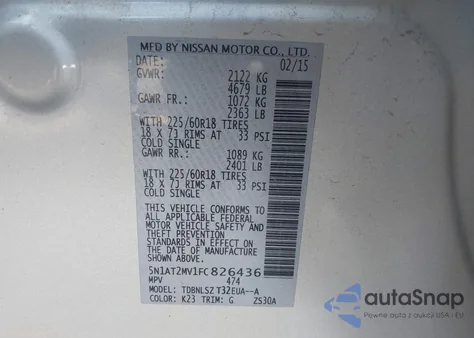 MFD BY NISSAN MOTOR CO., LTD.
DATE: 02/15
GVWR: 2122 KG
4679 LB
GAWR FR.: 1072 KG
2363 LB
WITH 225/60R18 TIRES
18 X 7J RIMS AT 33 PSI
COLD SINGLE
GAWR RR.: 1089 KG
2401 LB
WITH 225/60R18 TIRES
18 X 7J RIMS AT 33 PSI
COLD SINGLE
THIS VEHICLE CONFORMS TO
ALL APPLICABLE FEDERAL
MOTOR VEHICLE SAFETY AND
THEFT PREVENTION
STANDARDS IN EFFECT ON
THE DATE OF MANUFACTURE
SHOWN ABOVE.
5N1AT2MV1FC826436
MPV 474
MODEL: TDBNLSZ T32EUA--A
COLOR: K23 TRIM: G ZS30A
autoSnap
Pewne auta z USA i Kanady